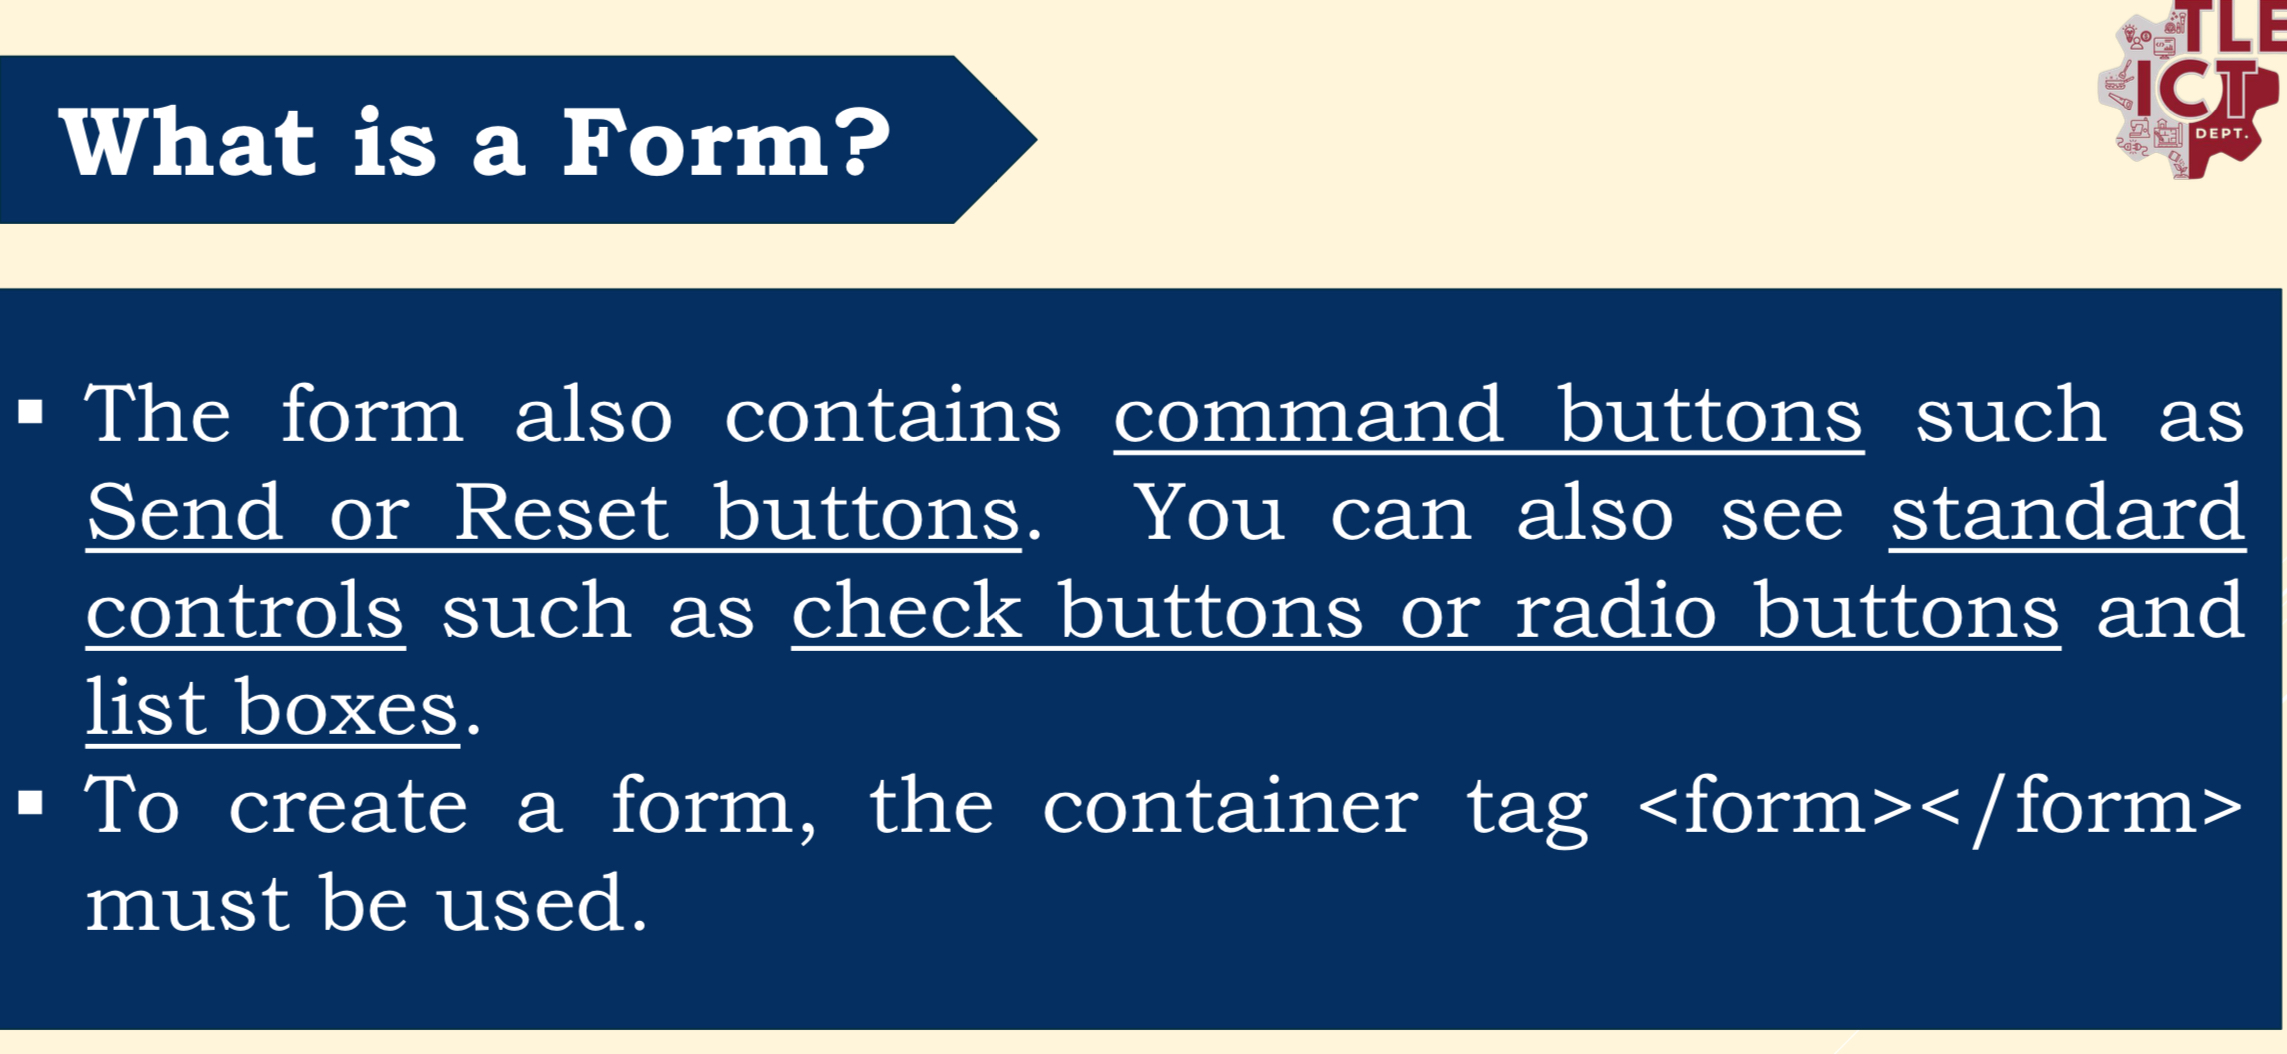 TLE
ICT
DEPT.
What is a Form?
▪ The form also contains command buttons such as
Send or Reset buttons. You can also see standard
controls such as check buttons or radio buttons and
list boxes.
▪ To create a form, the container tag <form></form>
must be used.